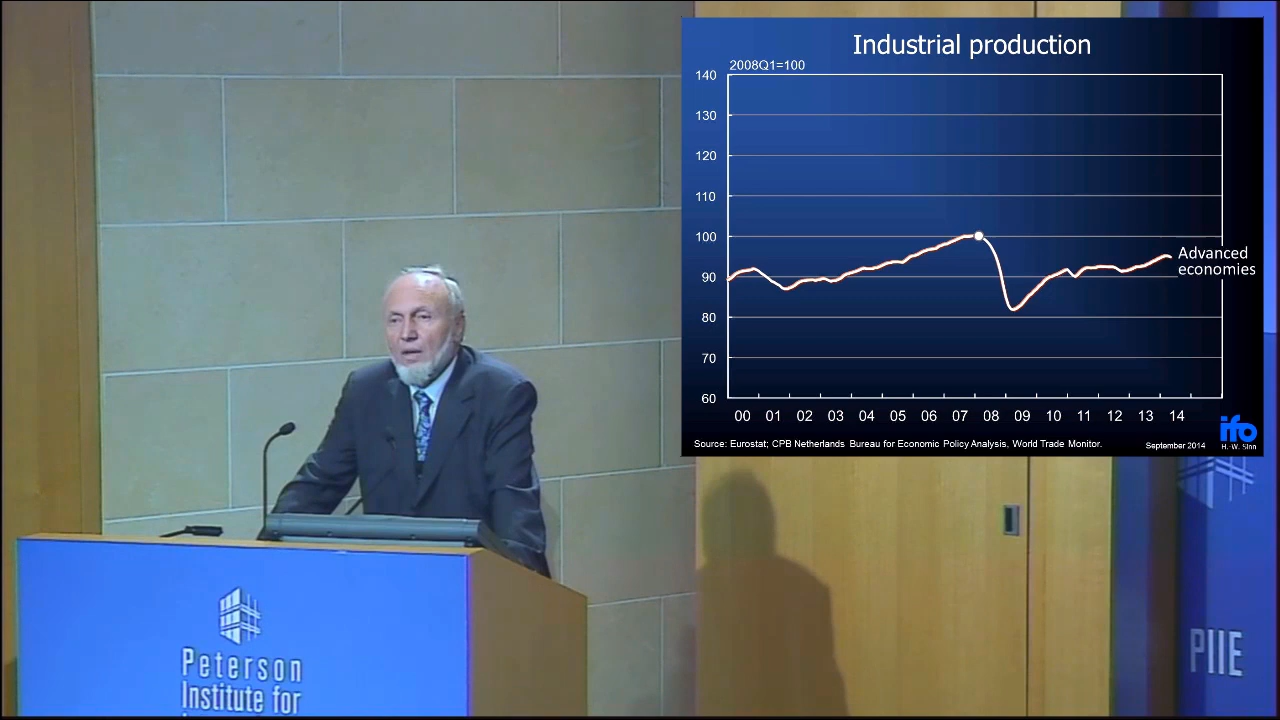 Industrial production
2008Q1=100
140
130
120
110
100
90
80
70
60
Advanced
economies
00 01 02 03 04 05 06 07 08 09 10 11 12 13 14
Source: Eurostat; CPB Netherlands Bureau for Economic Policy Analysis, World Trade Monitor.
September 2014
ifo
H.-W. Sinn
Peterson
Institute for
PIIE